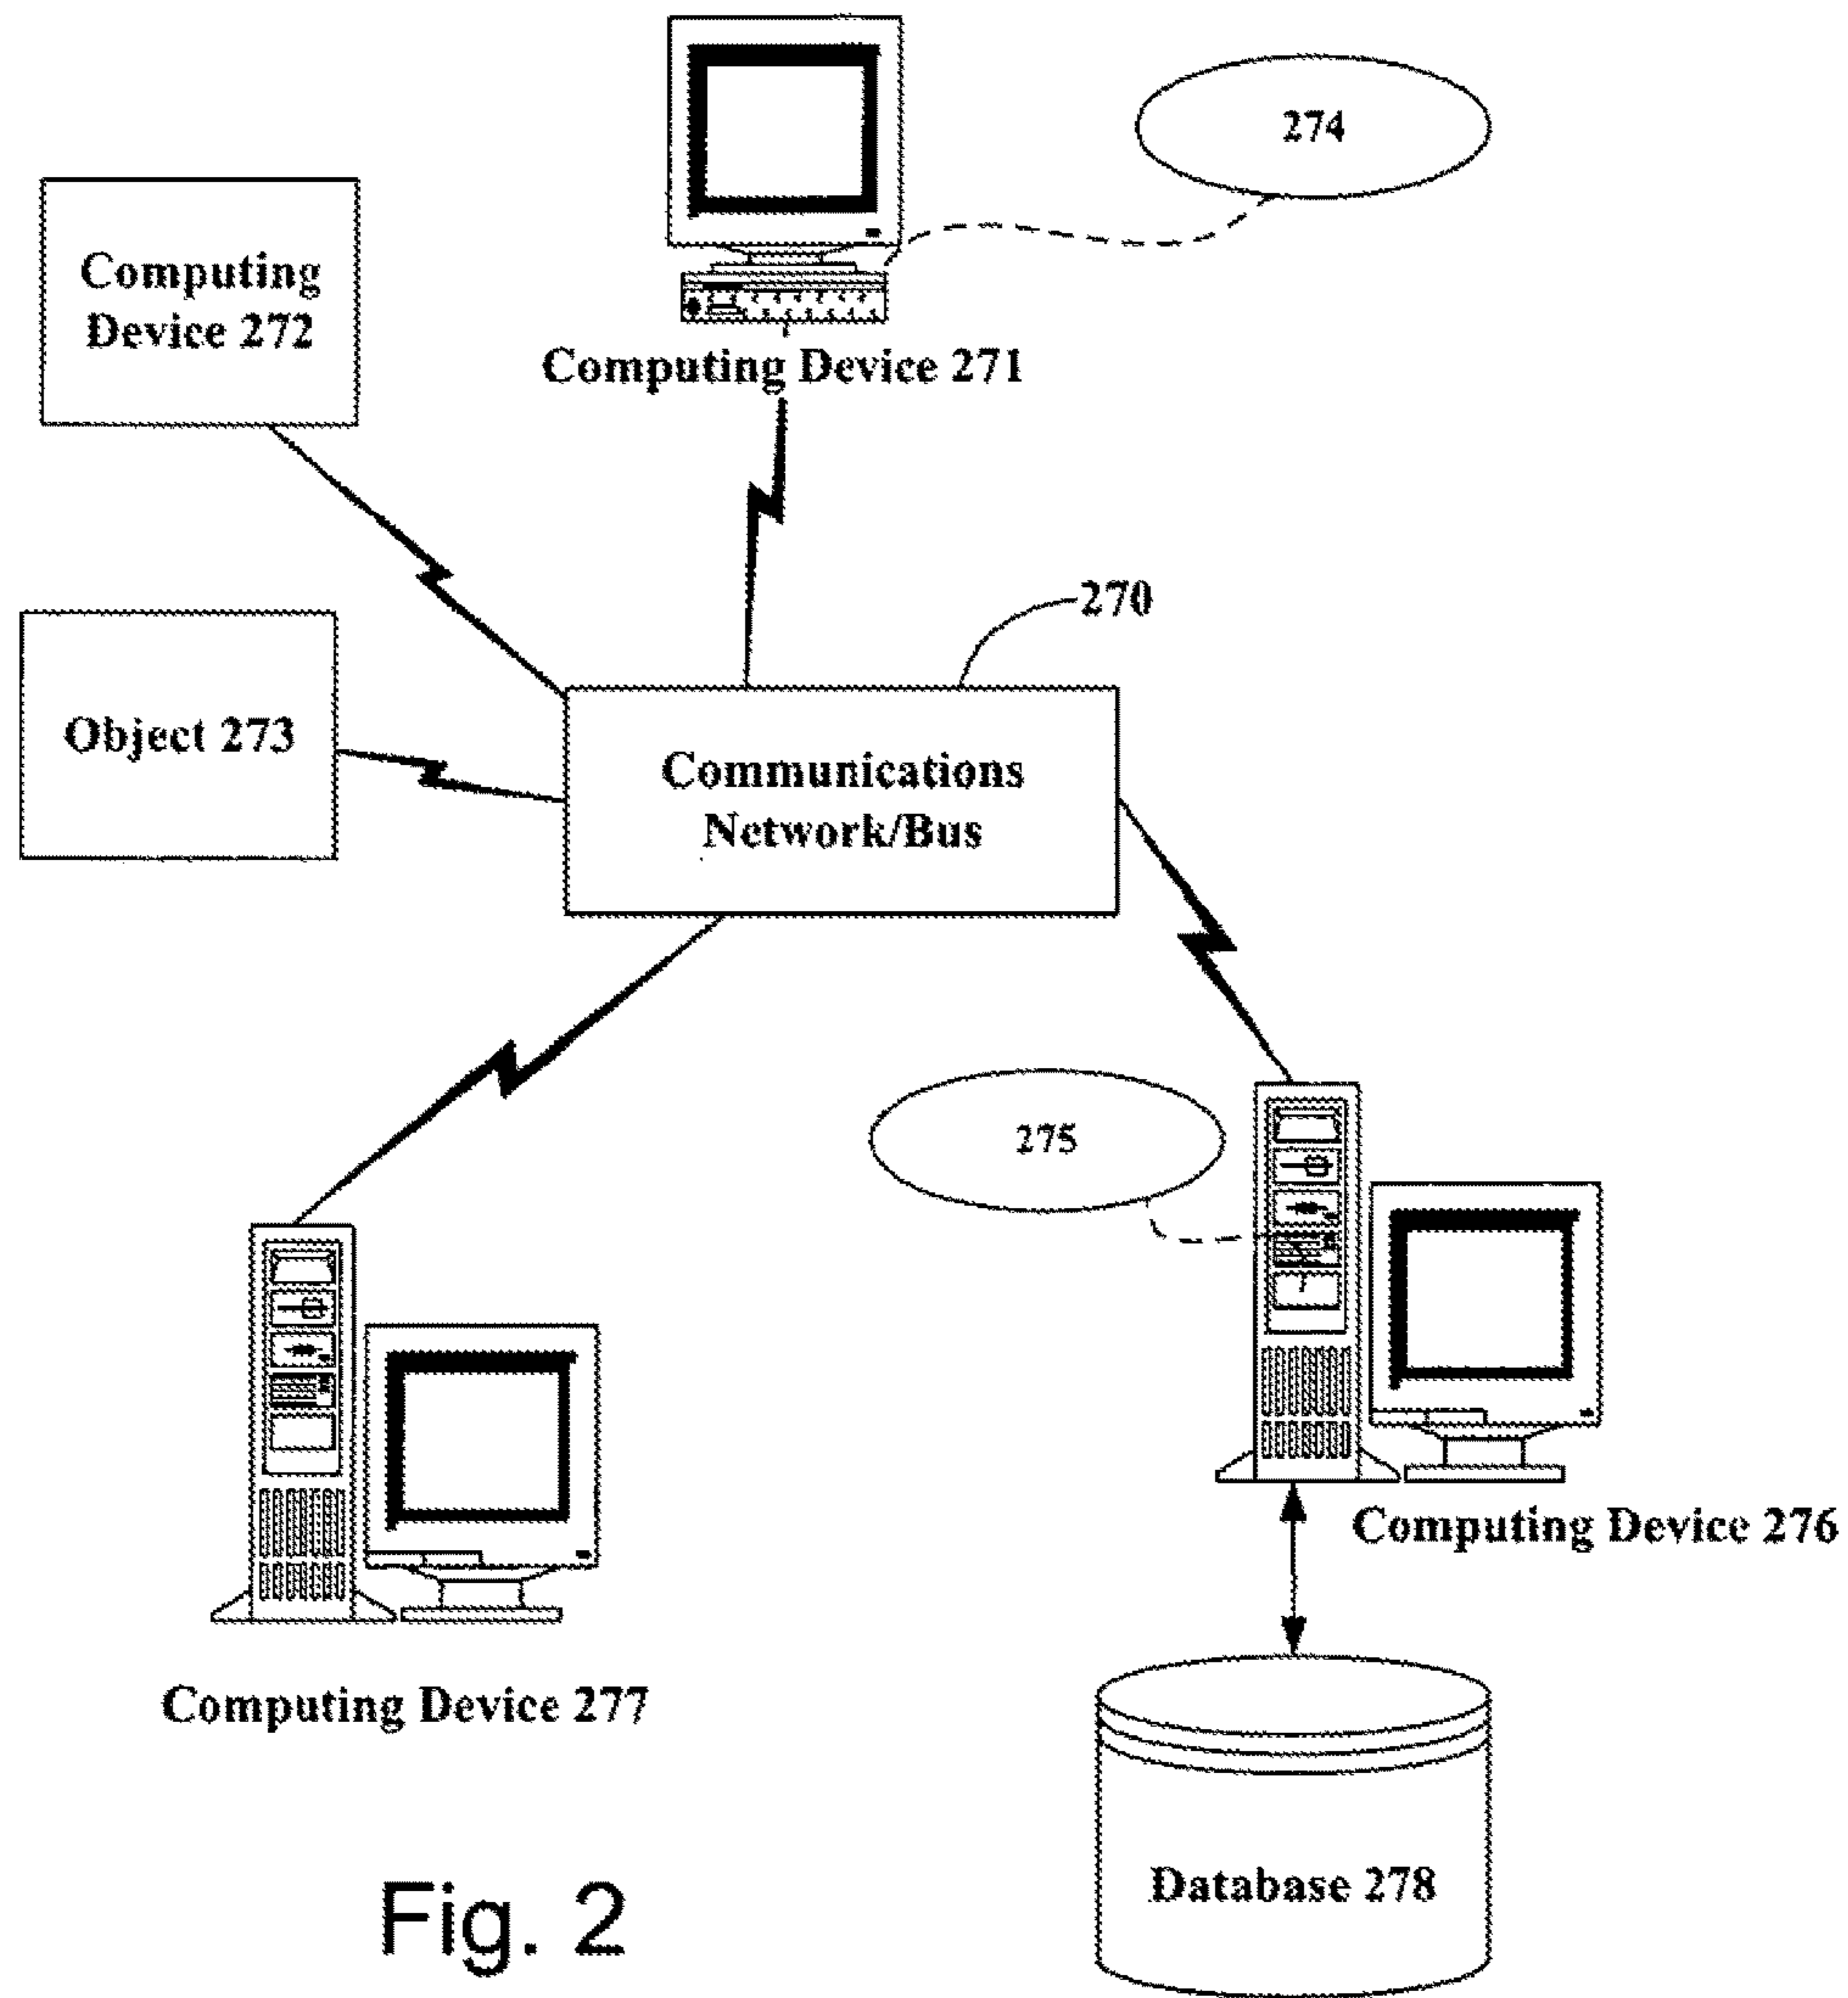 274
Computing
Device 272
Computing Device 271
270
Object 273
Communications
Network/Bus
275
Computing Device 276
Computing Device 277
Database 278
Fig. 2